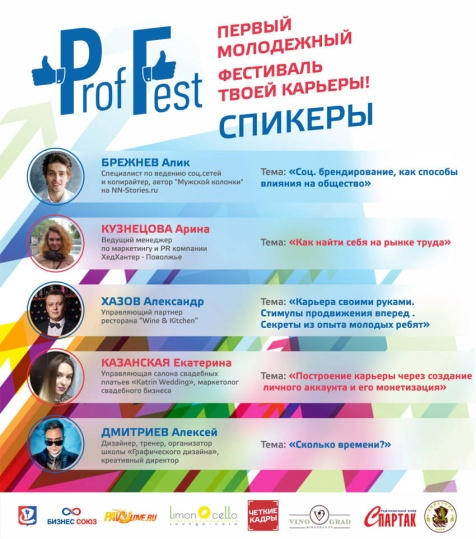 Prof Fest
ПЕРВЫЙ
МОЛОДЕЖНЫЙ
ФЕСТИВАЛЬ
ТВОЕЙ КАРЬЕРЫ!
СПИКЕРЫ
БРЕЖНЕВ Алик
Специалист по ведению соц.сетей
и копирайтер, автор "Мужской колонки"
на NN-Stories.ru
Тема: «Соц. брендирование, как способы
влияния на общество»
КУЗНЕЦОВА Арина
Ведущий менеджер
по маркетингу и PR компании
ХедХантер - Поволжье
Тема: «Как найти себя на рынке труда»
ХАЗОВ Александр
Управляющий партнер
ресторана "Wine & Kitchen"
Тема: «Карьера своими руками.
Стимулы продвижения вперед .
Секреты из опыта молодых ребят»
КАЗАНСКАЯ Екатерина
Управляющая салона свадебных
платьев «Katrin Wedding», маркетолог
свадебного бизнеса
Тема: «Построение карьеры через создание
личного аккаунта и его монетизация»
ДМИТРИЕВ Алексей
Дизайнер, тренер, организатор
школы «Графического дизайна»,
креативный директор
Тема: «Сколько времени?»
БИЗНЕС СОЮЗ
limoncello
ЧЕТКИЕ
КАДРЫ
VINO GRAD
СПАРТАК